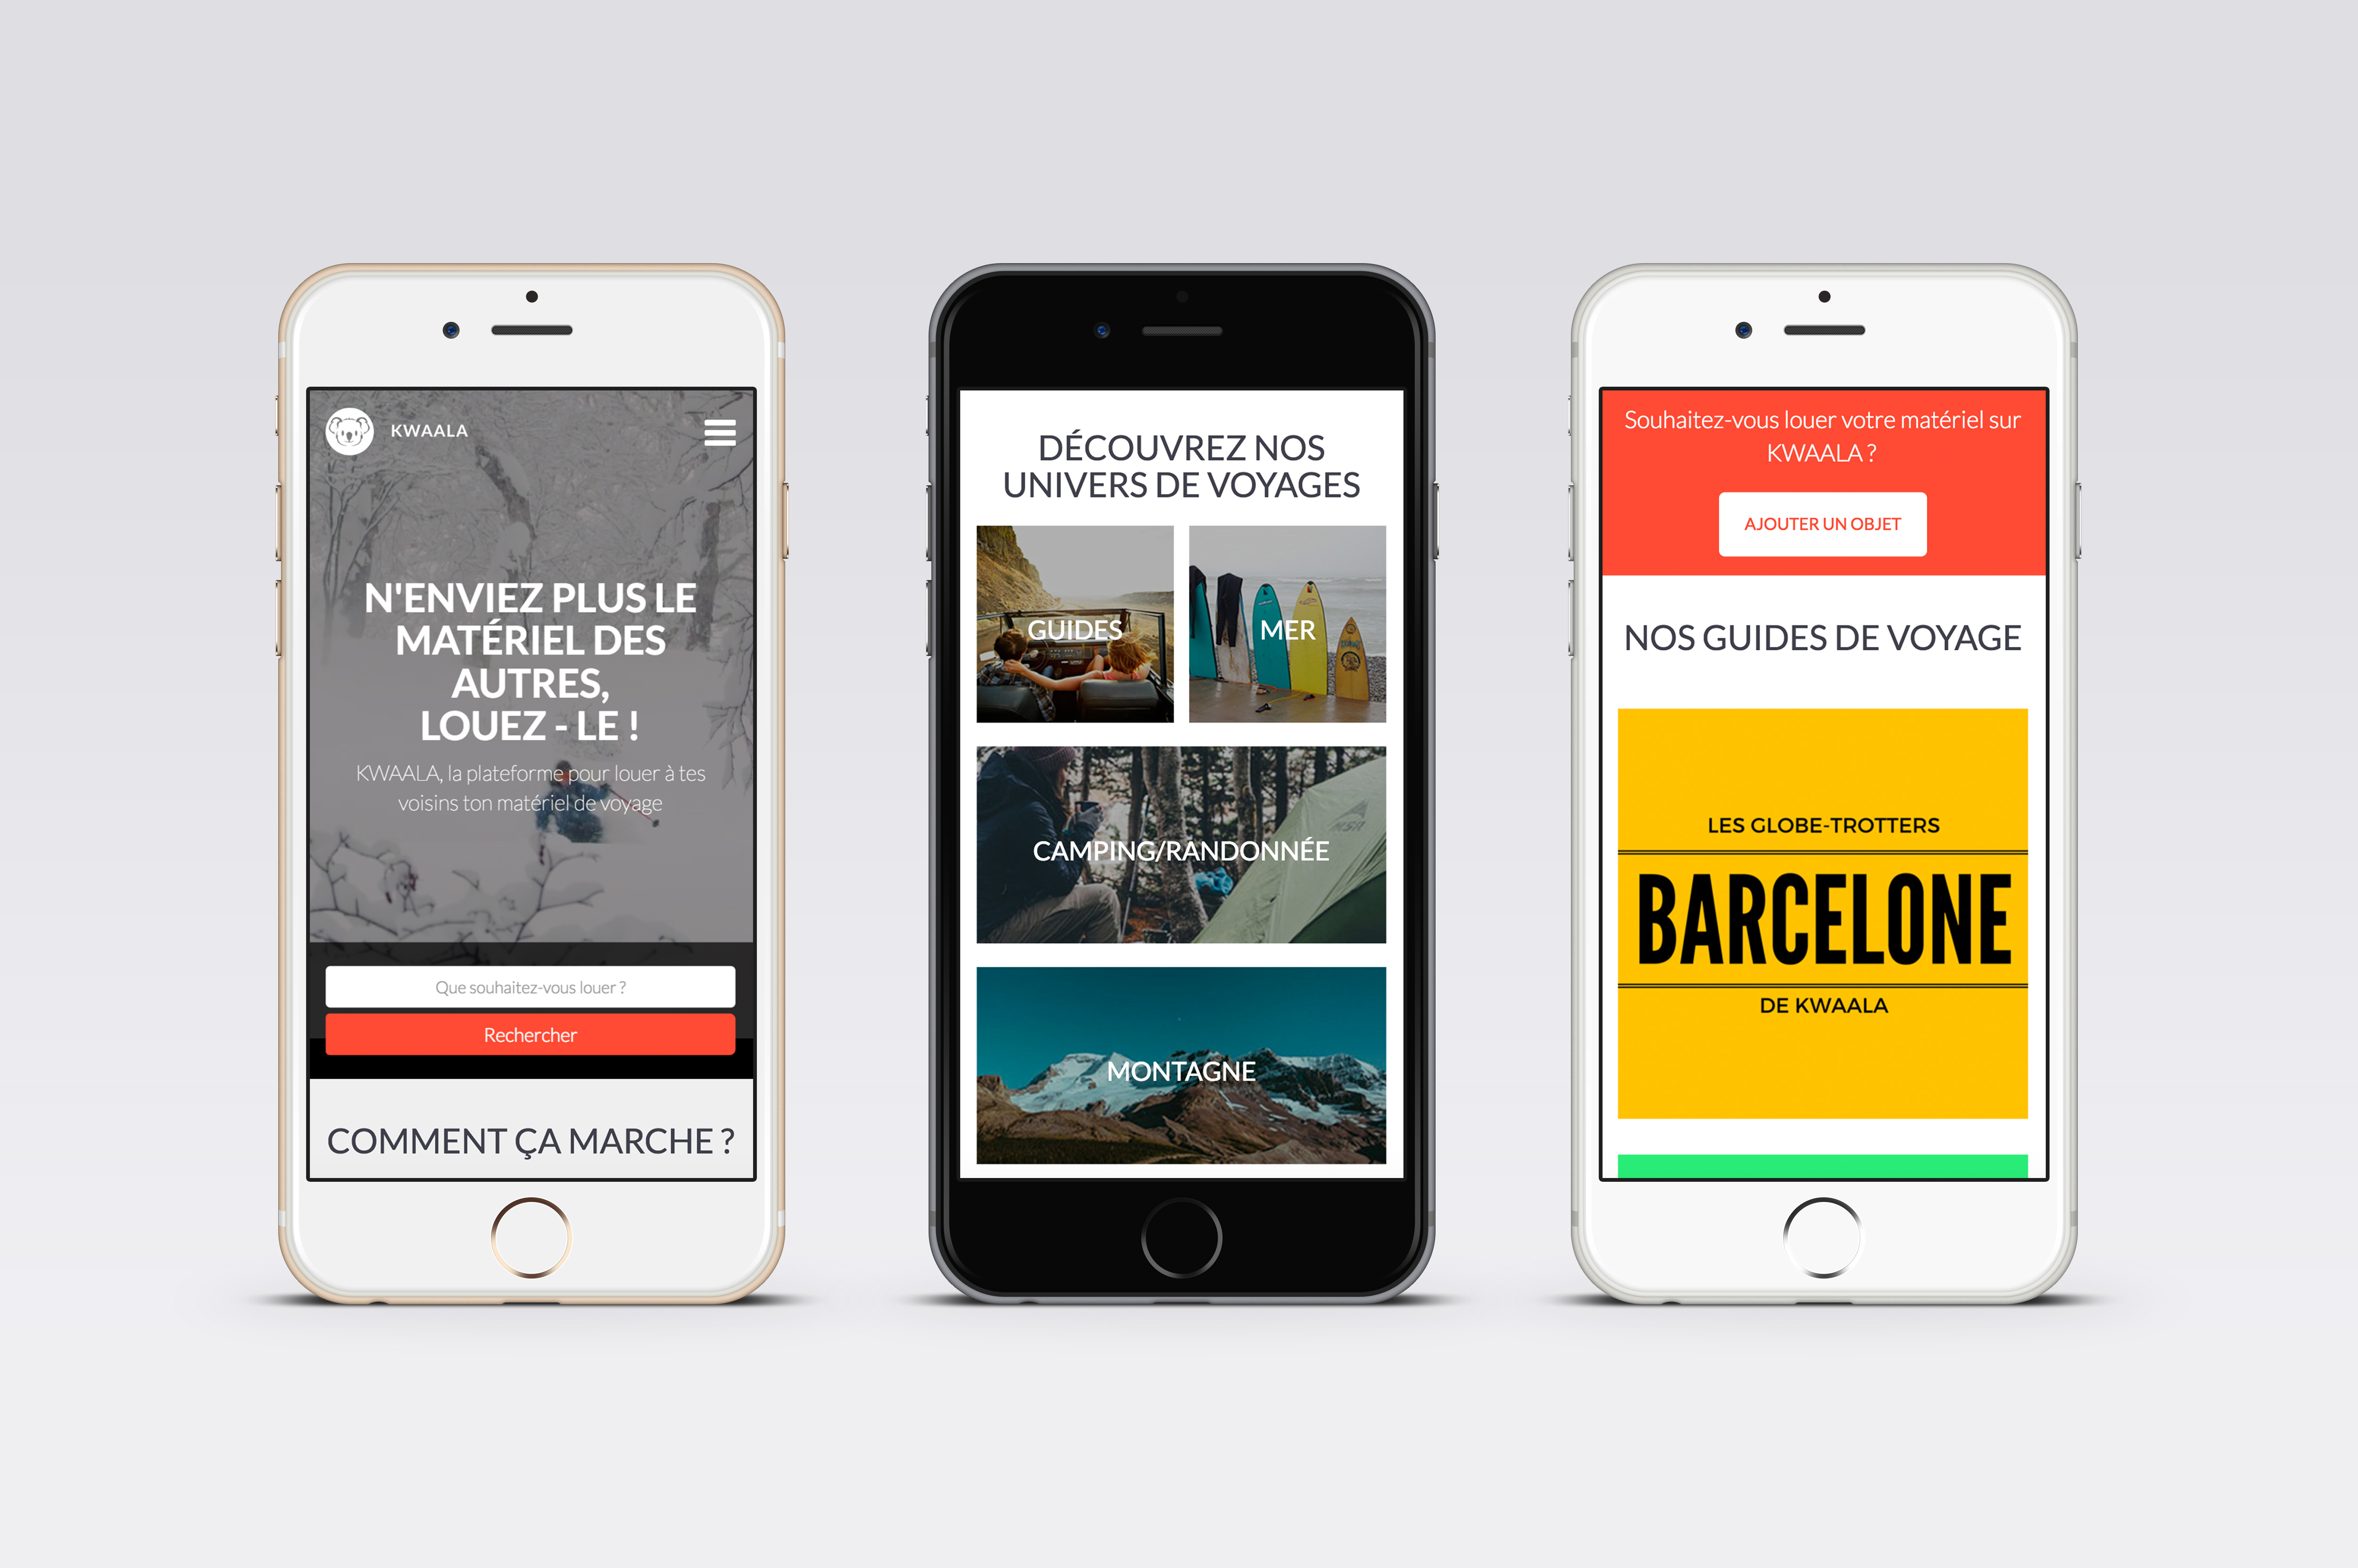 KWAALA
N'ENVIEZ PLUS LE
MATÉRIEL DES
AUTRES,
LOUEZ - LE !
KWAALA, la plateforme pour louer à tes
voisins ton matériel de voyage
Que souhaitez-vous louer ?
Rechercher
COMMENT ÇA MARCHE ?
DÉCOUVREZ NOS
UNIVERS DE VOYAGES
GUIDES
MER
CAMPING/RANDONNÉE
MSR
MONTAGNE
Souhaitez-vous louer votre matériel sur
KWAALA ?
AJOUTER UN OBJET
NOS GUIDES DE VOYAGE
LES GLOBE-TROTTERS
BARCELONE
DE KWAALA